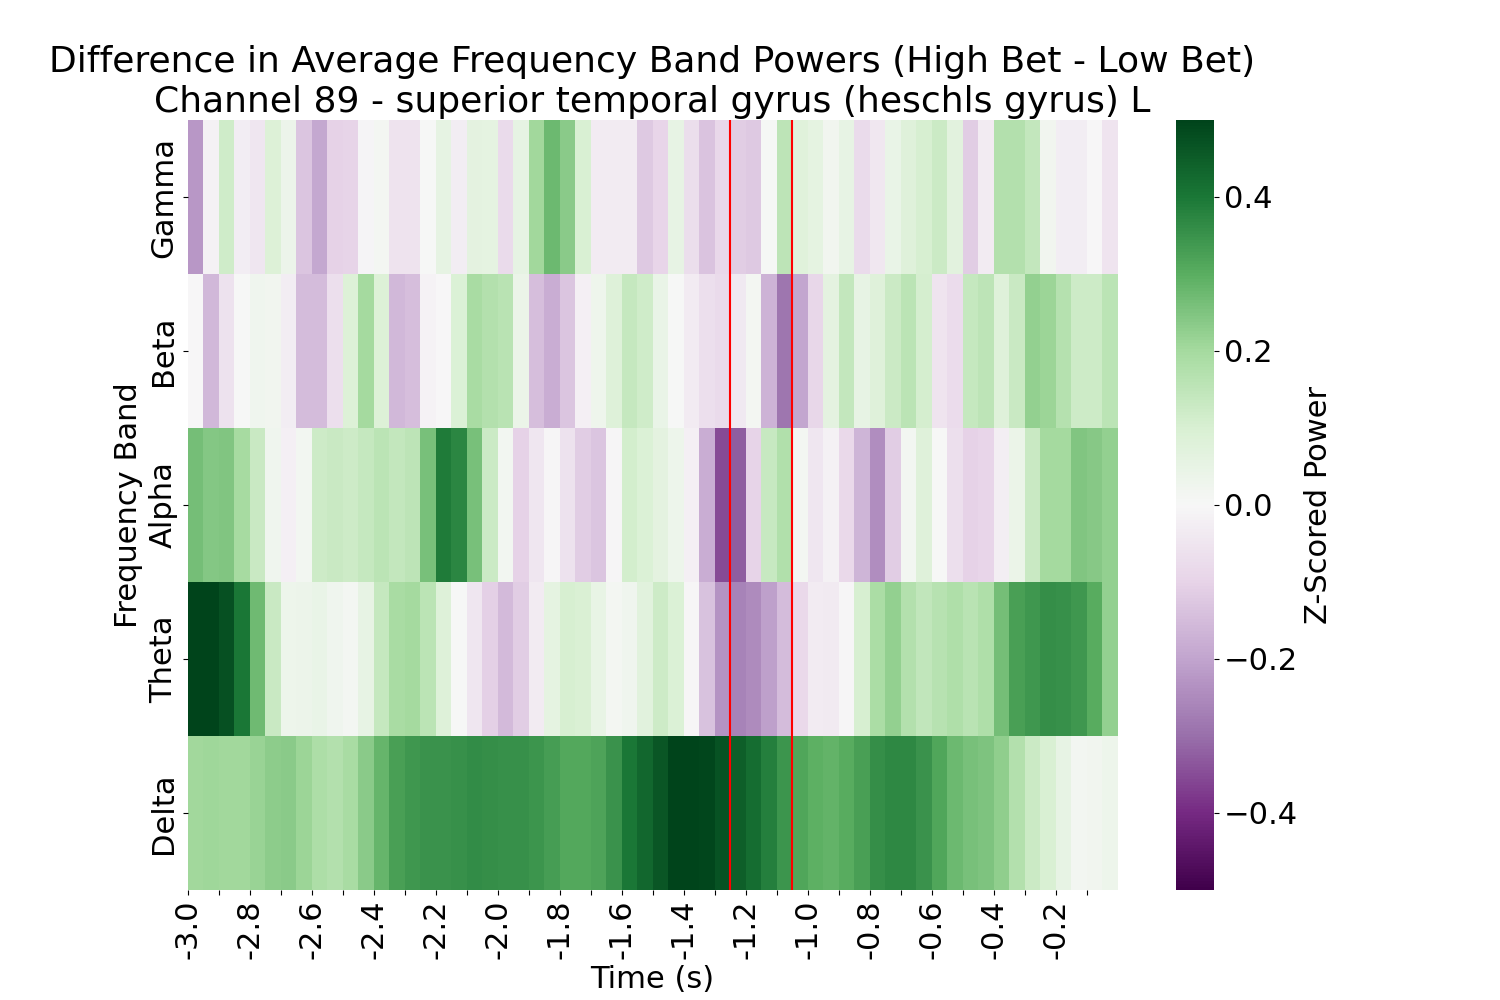 Difference in Average Frequency Band Powers (High Bet - Low Bet)
Channel 89 - superior temporal gyrus (heschls gyrus) L
Frequency Band
Gamma
Beta
Alpha
Theta
Delta
-3.0
-2.8
-2.6
-2.4
-2.2
-2.0
-1.8
-1.6
-1.4
-1.2
-1.0
-0.8
-0.6
-0.4
-0.2
Time (s)
0.4
0.2
0.0
−0.2
−0.4
Z-Scored Power